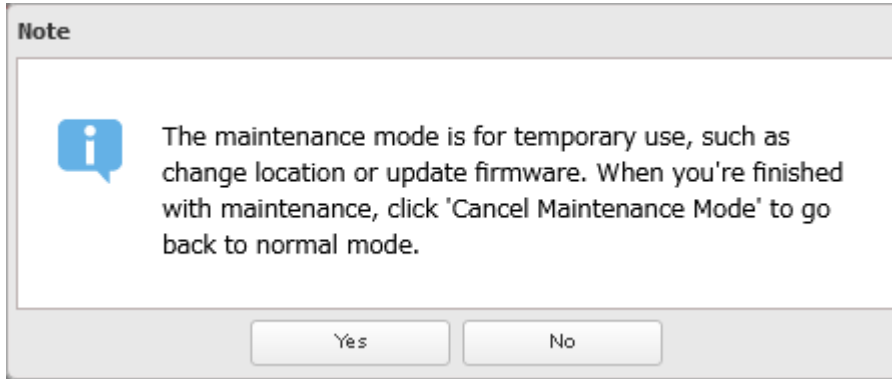 Note
The maintenance mode is for temporary use, such as
change location or update firmware. When you're finished
with maintenance, click 'Cancel Maintenance Mode' to go
back to normal mode.
Yes No